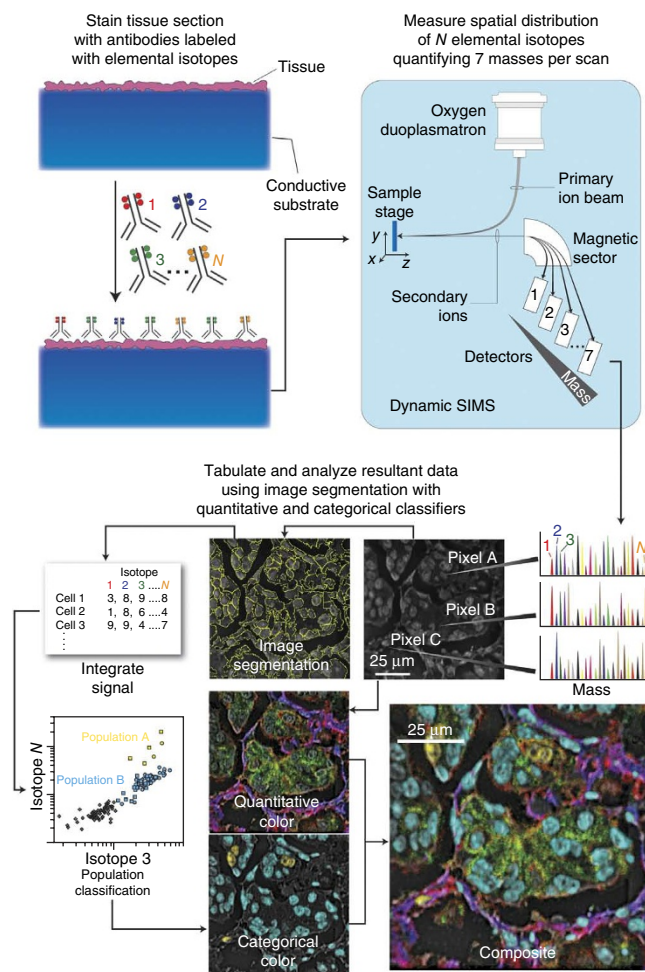 Stain tissue section
with antibodies labeled
with elemental isotopes
Tissue
Conductive
substrate
1
2
3
N
Measure spatial distribution
of N elemental isotopes
quantifying 7 masses per scan
Oxygen
duoplasmatron
Primary
ion beam
Sample
stage
y
x
z
Magnetic
sector
Secondary
ions
1
2
3
7
Detectors
Mass
Dynamic SIMS
Tabulate and analyze resultant data
using image segmentation with
quantitative and categorical classifiers
Isotope
1 2 3 ....N
Cell 1 3, 8, 9 ....8
Cell 2 1, 8, 6 ....4
Cell 3 9, 9, 4 ....7
Integrate
signal
Image
segmentation
Pixel A
Pixel B
Pixel C
25 μm
2
1
3
N
Mass
Isotope N
Population A
Population B
Isotope 3
Population
classification
Quantitative
color
Categorical
color
25 μm
Composite